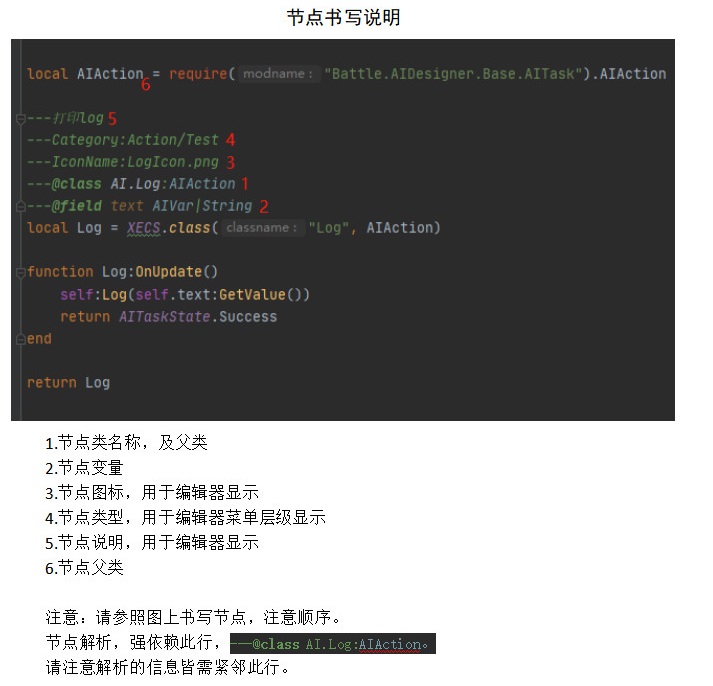 节点书写说明
local AIAction = require( modname: "Battle.AIDesigner.Base.AITask").AIAction
6
---打印log 5
---Category:Action/Test 4
---IconName:LogIcon.png 3
---@class AI.Log:AIAction 1
---@field text AIVar|String 2
local Log = XECS.class( classname: "Log", AIAction)
function Log:OnUpdate()
self:Log(self.text:GetValue())
return AITaskState.Success
end
return Log
1.节点类名称，及父类
2.节点变量
3.节点图标，用于编辑器显示
4.节点类型，用于编辑器菜单层级显示
5.节点说明，用于编辑器显示
6.节点父类
注意：请参照图上书写节点，注意顺序。
节点解析，强依赖此行，---@class AI.Log:AIAction。
请注意解析的信息皆需紧邻此行。